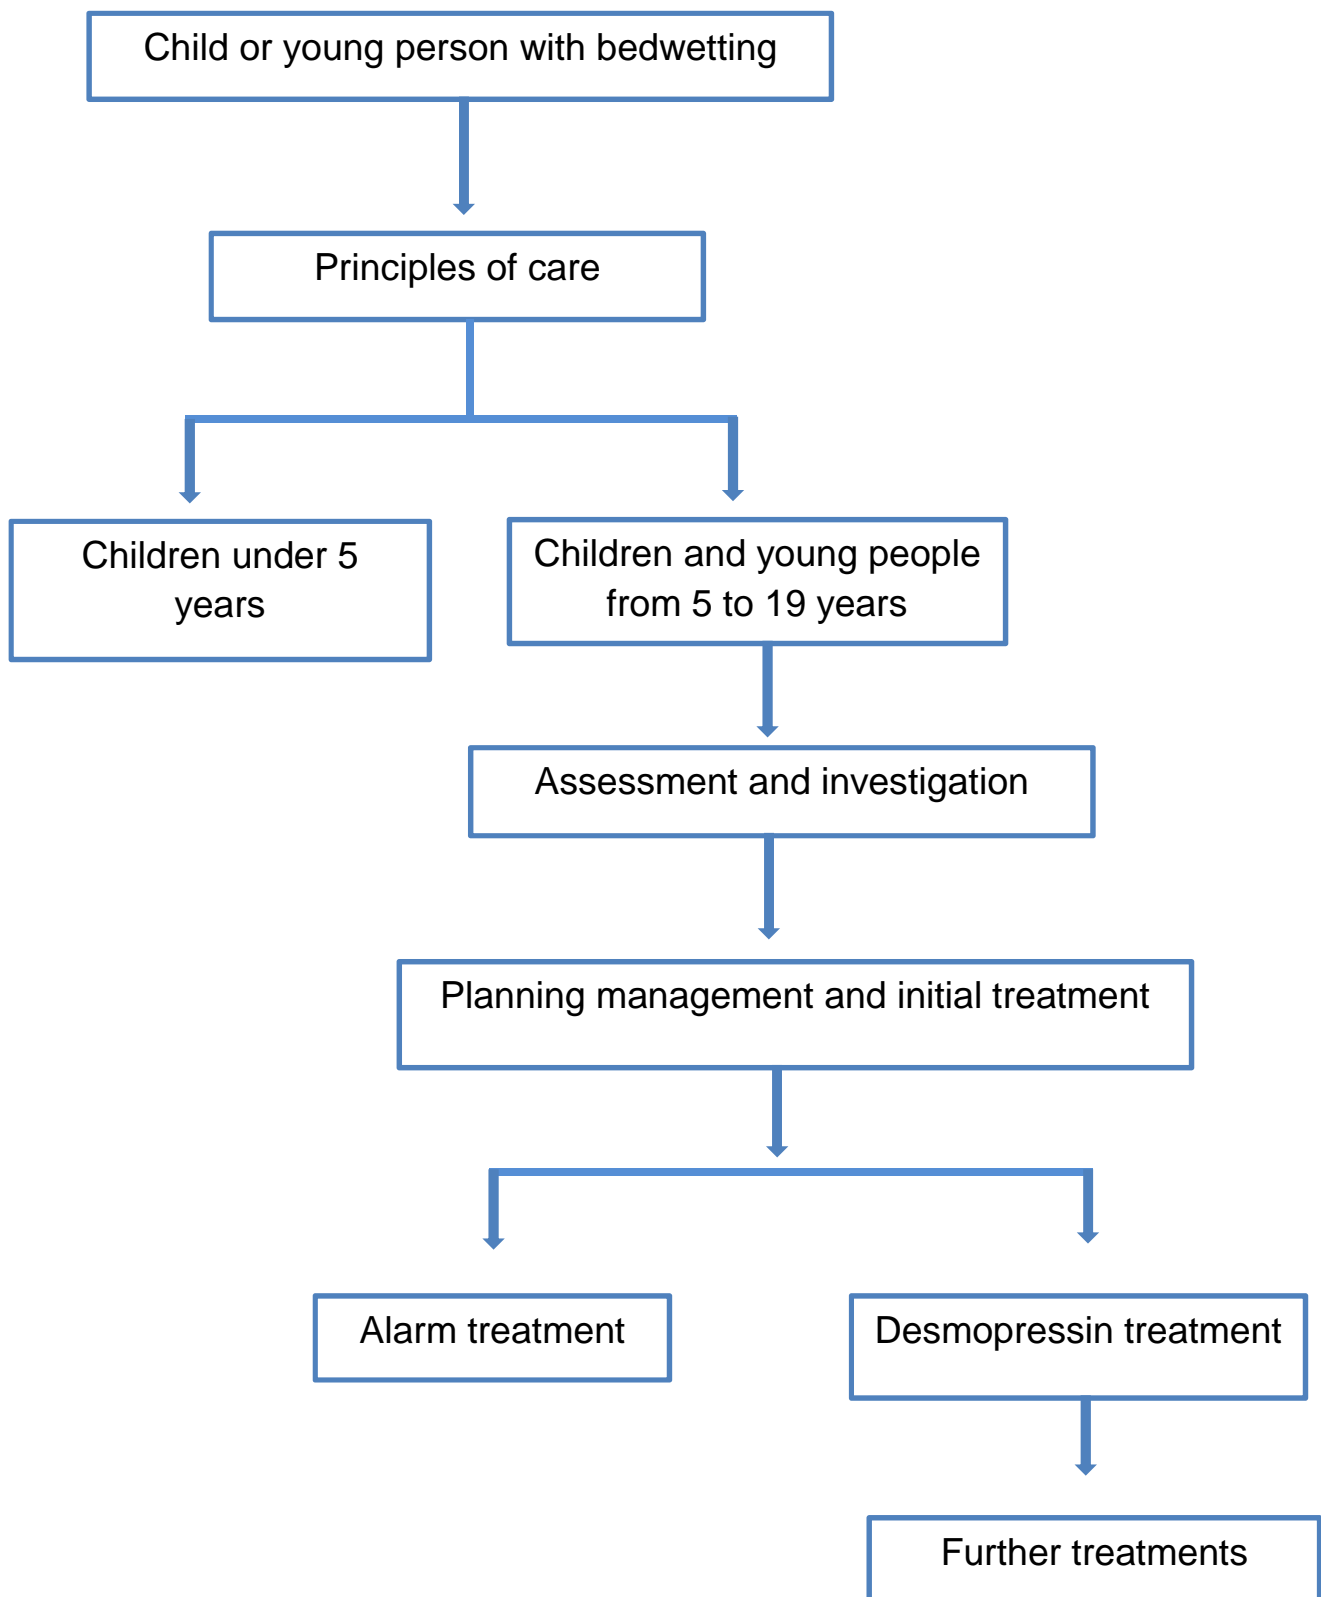 Child or young person with bedwetting
Principles of care
Children under 5
years
Children and young people
from 5 to 19 years
Assessment and investigation
Planning management and initial treatment
Alarm treatment
Desmopressin treatment
Further treatments